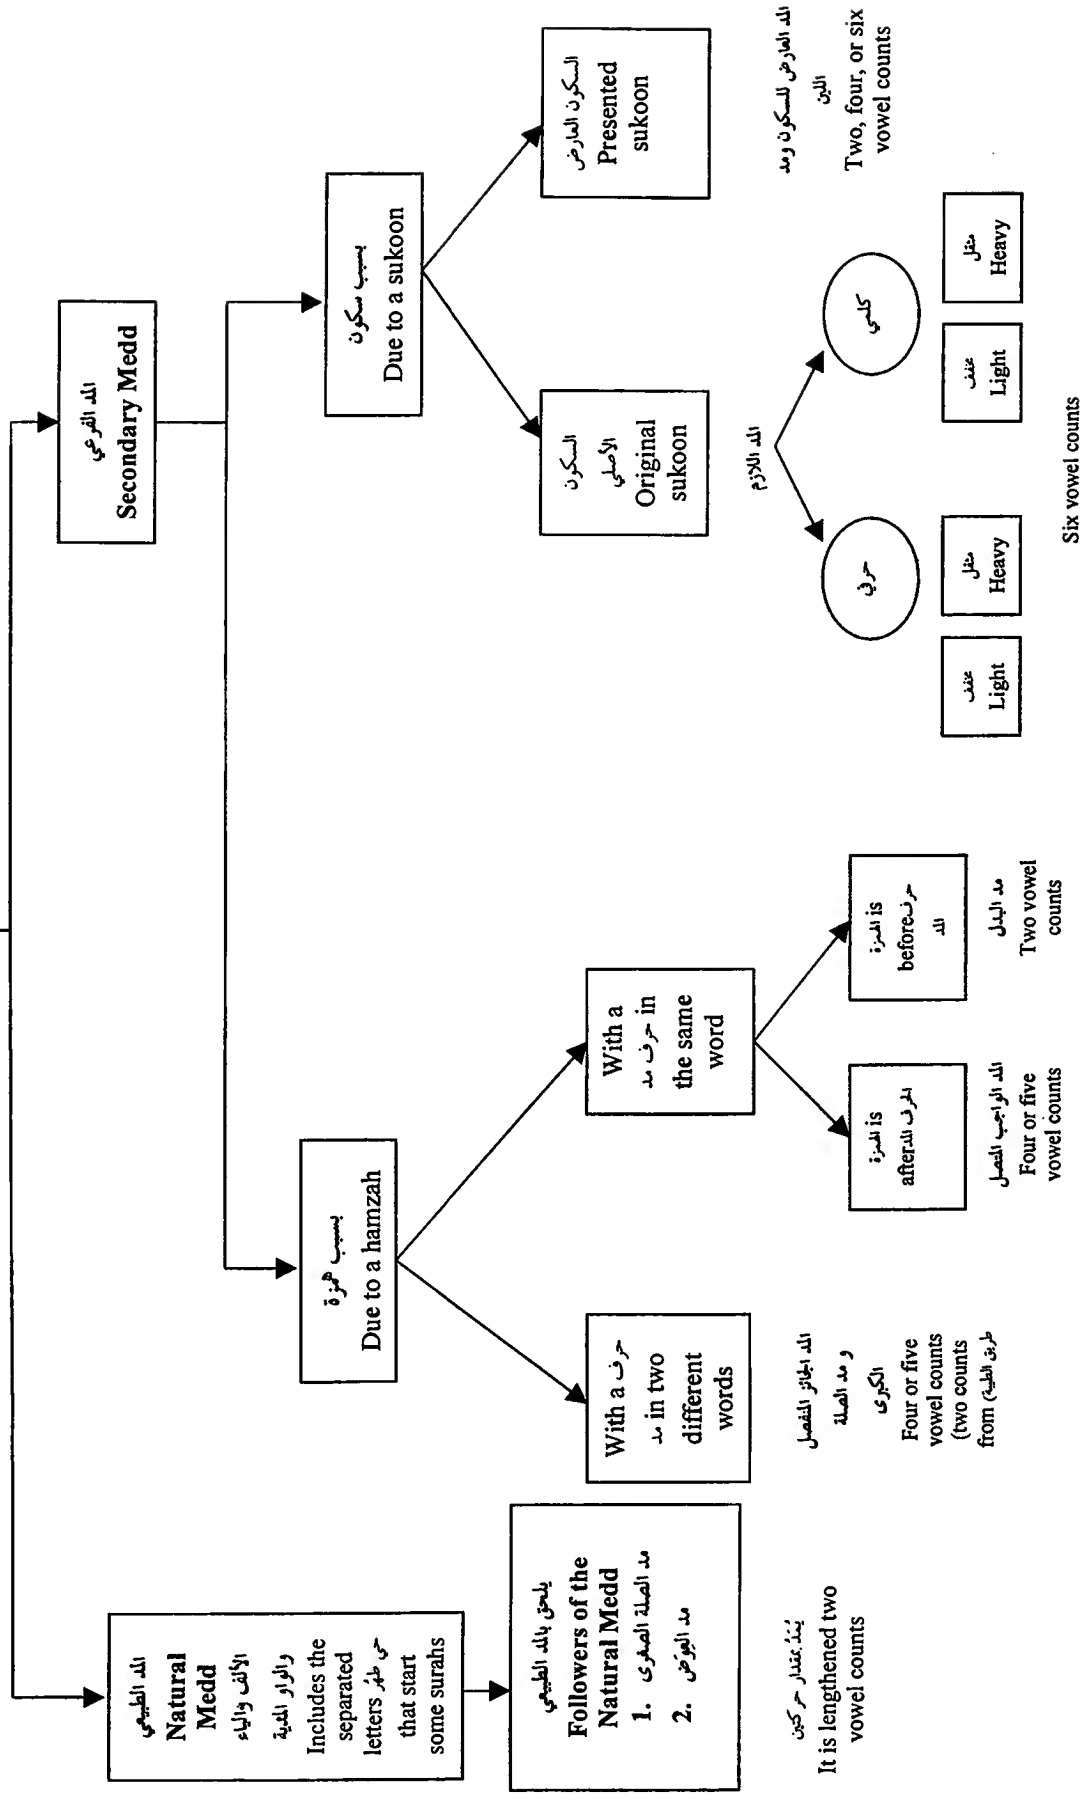 المد الطبيعي
Natural
Medd
الألف والياء
والواو المدية
Includes the
separated
letters حي طهر
that start
some surahs
يلحق بالمد الطبيعي
Followers of the
Natural Medd
1. مد الصلة الصغرى
2. مد العِوَض
يُمَدُّ بمقدار حركتين
It is lengthened two
vowel counts
المد الفرعي
Secondary Medd
بسبب همزة
Due to a hamzah
With a حرف
مد in two
different
words
المد الجائز المنفصل
و مد الصلة
الكبرى
Four or five
vowel counts
(two counts
from طريق الطيبة)
With a
حرف مد in
the same
word
الهمزة is
after الحرف المد
المد الواجب المتصل
Four or five
vowel counts
الهمزة is
before حرف
المد
مد البدل
Two vowel
counts
بسبب سكون
Due to a sukoon
السكون
الأصلي
Original
sukoon
المد اللازم
حرفي
مخفف
Light
مثقل
Heavy
كلمي
مخفف
Light
مثقل
Heavy
Six vowel counts
السكون العارض
Presented
sukoon
المد العارض للسكون ومد
اللين
Two, four, or six
vowel counts